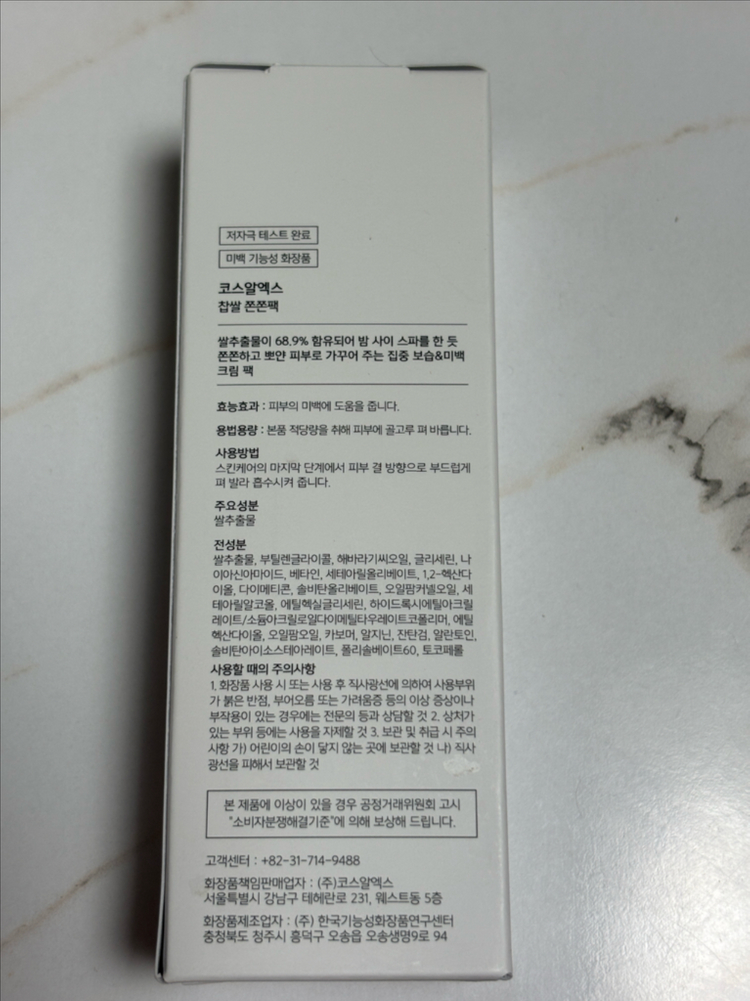 저자극 테스트 완료
미백 기능성 화장품
코스알엑스
찹쌀 쫀쫀팩
쌀추출물이 68.9% 함유되어 밤 사이 스파를 한 듯
쫀쫀하고 뽀얀 피부로 가꾸어 주는 집중 보습&미백
크림 팩
효능효과 : 피부의 미백에 도움을 줍니다.
용법용량 : 본품 적당량을 취해 피부에 골고루 펴 바릅니다.
사용방법
스킨케어의 마지막 단계에서 피부 결 방향으로 부드럽게
펴 발라 흡수시켜 줍니다.
주요성분
쌀추출물
전성분
쌀추출물, 부틸렌글라이콜, 해바라기씨오일, 글리세린, 나
이아신아마이드, 베타인, 세테아릴올리베이트, 1,2-헥산다
이올, 다이메티콘, 솔비탄올리베이트, 오일팜커넬오일, 세
테아릴알코올, 에틸헥실글리세린, 하이드록시에틸아크릴
레이트/소듐아크릴로일다이메틸타우레이트코폴리머, 에틸
헥산다이올, 오일팜오일, 카보머, 알지닌, 잔탄검, 알란토인,
솔비탄아이소스테아레이트, 폴리솔베이트60, 토코페롤
사용할 때의 주의사항
1. 화장품 사용 시 또는 사용 후 직사광선에 의하여 사용부위
가 붉은 반점, 부어오름 또는 가려움증 등의 이상 증상이나
부작용이 있는 경우에는 전문의 등과 상담할 것 2. 상처가
있는 부위 등에는 사용을 자제할 것 3. 보관 및 취급 시 주의
사항 가) 어린이의 손이 닿지 않는 곳에 보관할 것 나) 직사
광선을 피해서 보관할 것
본 제품에 이상이 있을 경우 공정거래위원회 고시
"소비자분쟁해결기준"에 의해 보상해 드립니다.
고객센터 : +82-31-714-9488
화장품책임판매업자 : (주)코스알엑스
서울특별시 강남구 테헤란로 231, 웨스트동 5층
화장품제조업자 : (주) 한국기능성화장품연구센터
충청북도 청주시 흥덕구 오송읍 오송생명9로 94